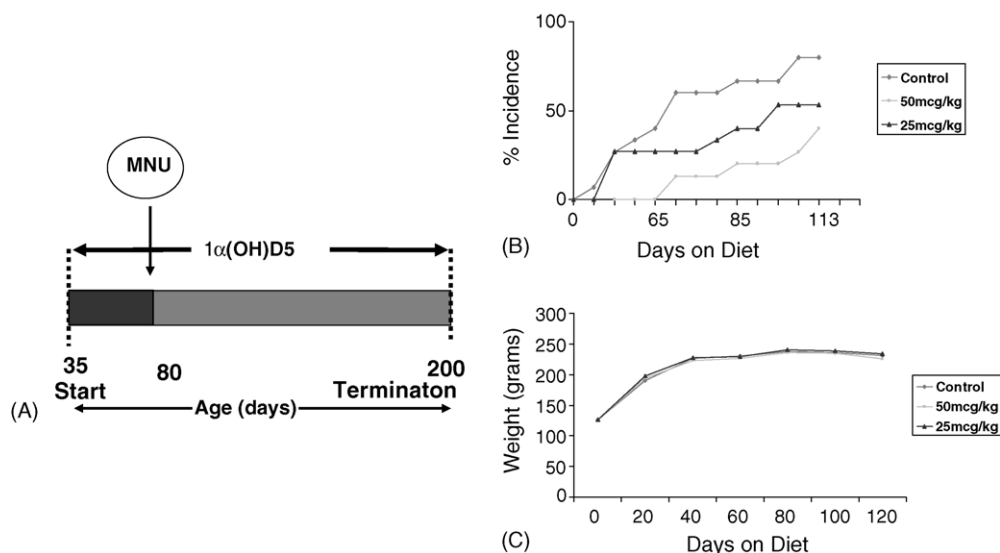 MNU
1α(OH)D5
35
80
200
Start
Terminaton
Age (days)
(A)
100
50
0
% Incidence
0 65 85 113
Days on Diet
Control
50mcg/kg
25mcg/kg
(B)
300
250
200
150
100
50
0
Weight (grams)
0 20 40 60 80 100 120
Days on Diet
Control
50mcg/kg
25mcg/kg
(C)